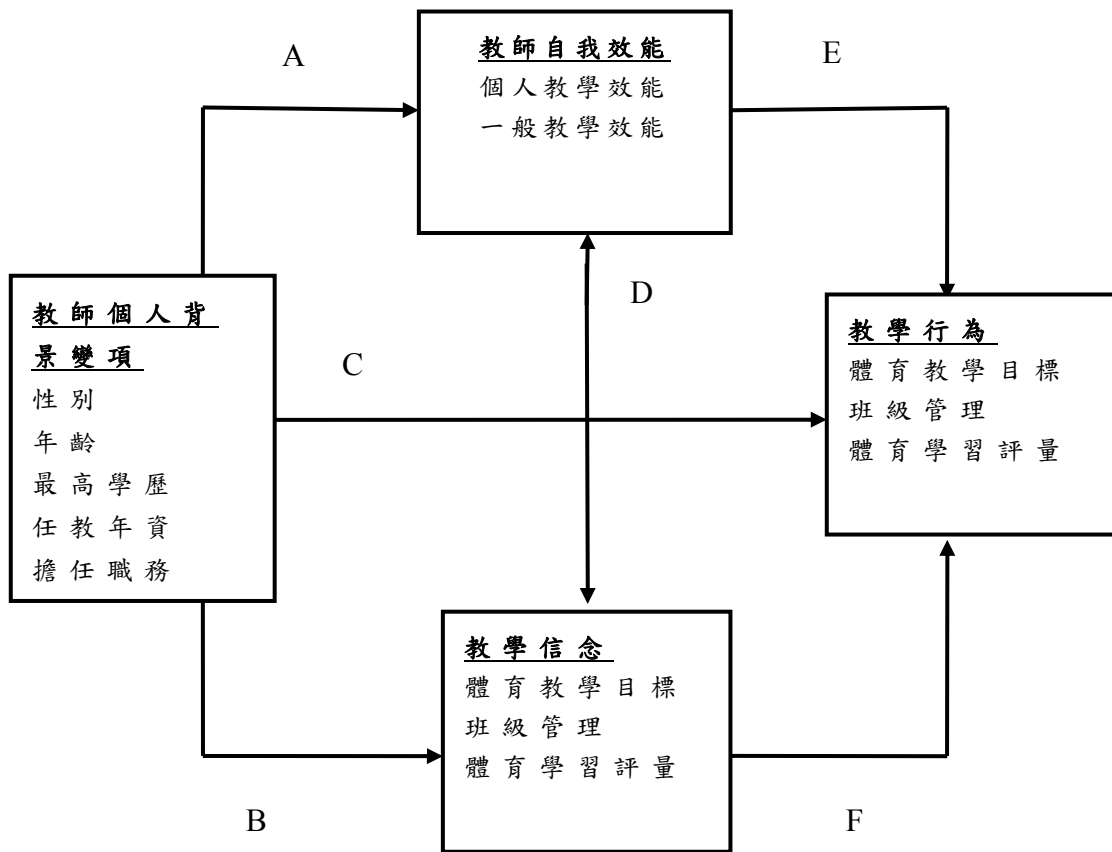 A
教師自我效能
個人教學效能
一般教學效能
E
教師個人背
景變項
性別
年齡
最高學歷
任教年資
擔任職務
C
D
教學行為
體育教學目標
班級管理
體育學習評量
教學信念
體育教學目標
班級管理
體育學習評量
B
F